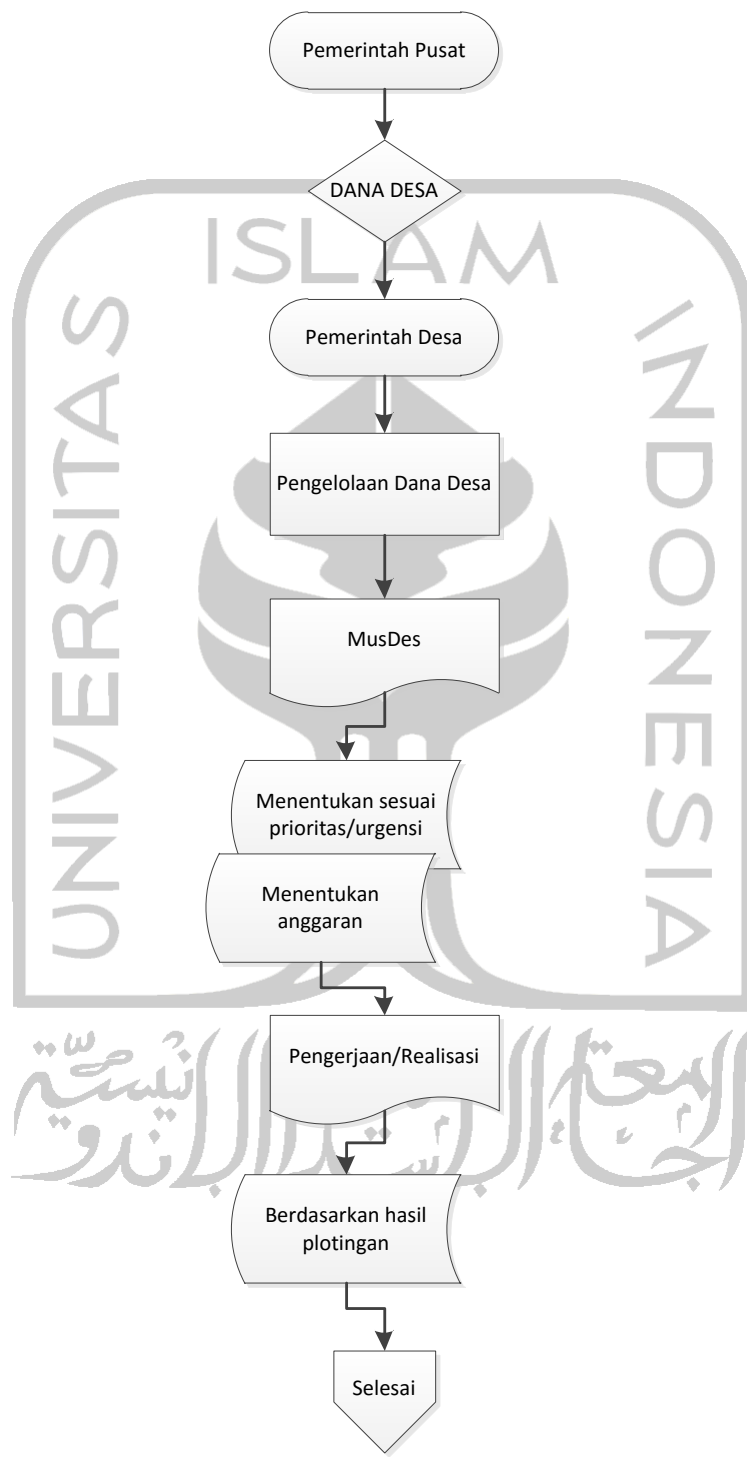 Pemerintah Pusat
DANA DESA
ISLAM
UNIVERSITAS
INDONESIA
Pemerintah Desa
Pengelolaan Dana Desa
MusDes
Menentukan sesuai
prioritas/urgensi
Menentukan
anggaran
Pengerjaan/Realisasi
Berdasarkan hasil
plotingan
Selesai